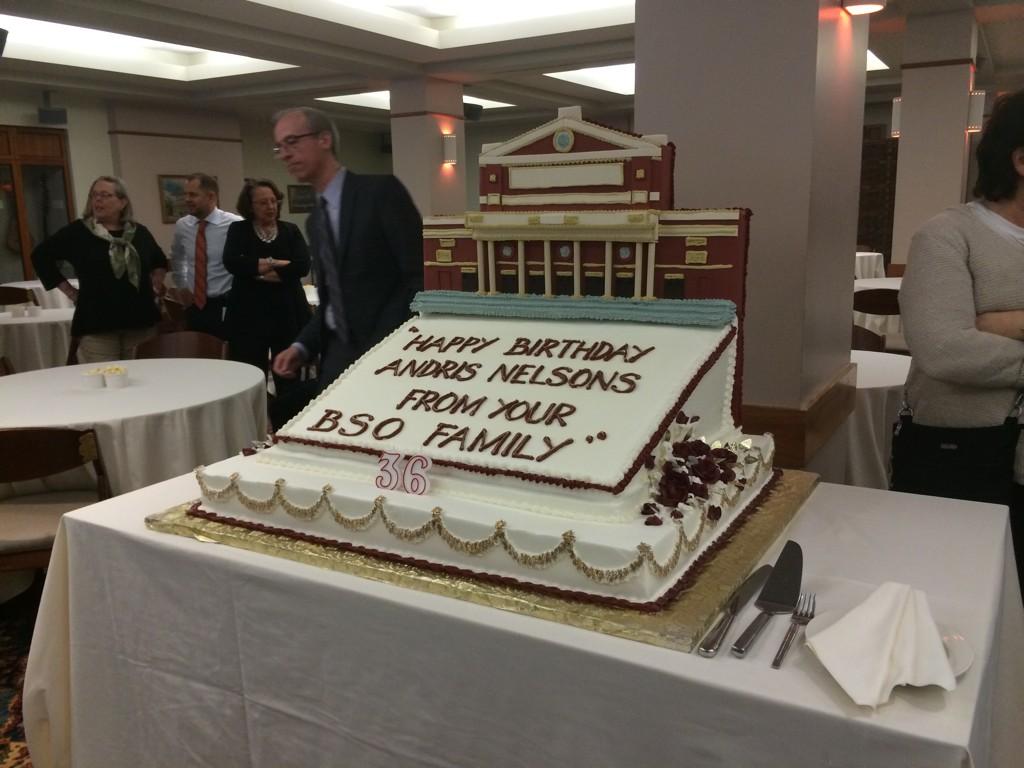 "HAPPY BIRTHDAY
ANDRIS NELSONS
FROM YOUR
BSO FAMILY"
36